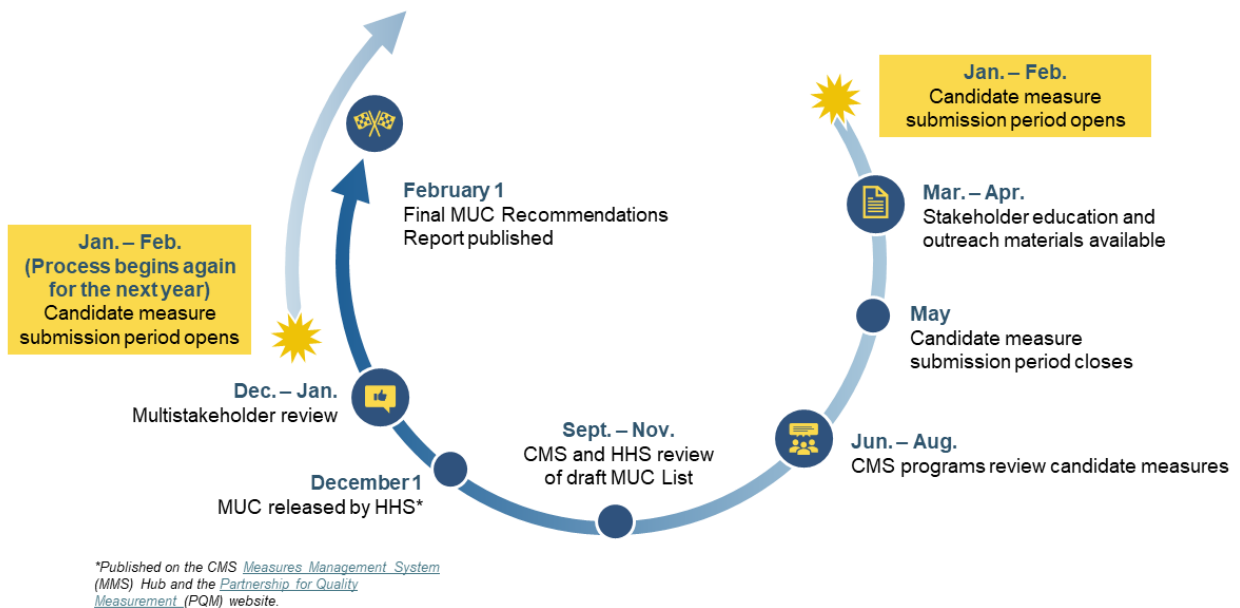 Jan. – Feb.
Candidate measure
submission period opens
Mar. – Apr.
Stakeholder education and
outreach materials available
May
Candidate measure
submission period closes
Jun. – Aug.
CMS programs review candidate measures
Sept. – Nov.
CMS and HHS review
of draft MUC List
December 1
MUC released by HHS*
Dec. – Jan.
Multistakeholder review
February 1
Final MUC Recommendations
Report published
Jan. – Feb.
(Process begins again
for the next year)
Candidate measure
submission period opens
*Published on the CMS Measures Management System
(MMS) Hub and the Partnership for Quality
Measurement (PQM) website.